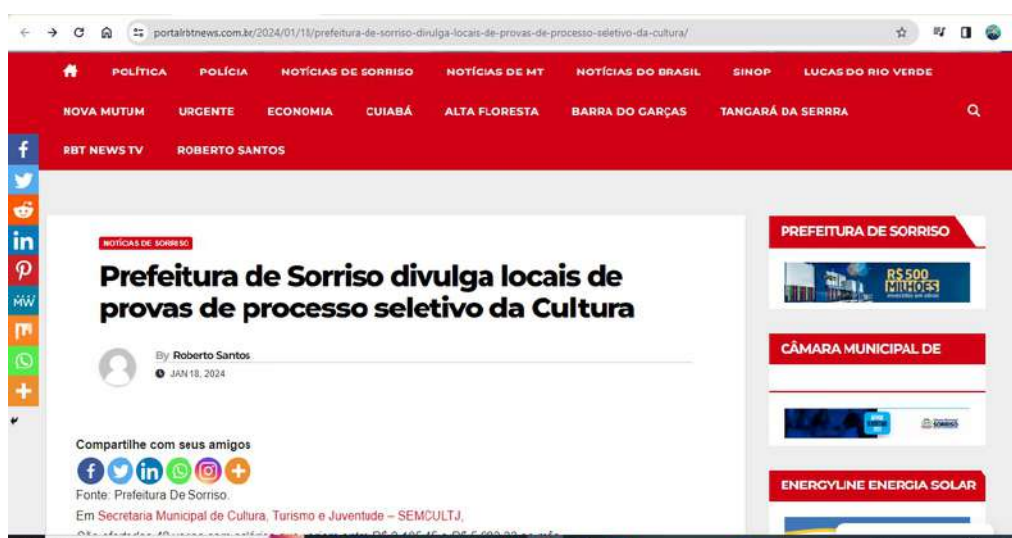 portalrbtnews.com.br/2024/01/18/prefeitura-de-sorriso-divulga-locais-de-provas-de-processo-seletivo-da-cultura/
POLÍTICA POLÍCIA NOTÍCIAS DE SORRISO NOTÍCIAS DE MT NOTÍCIAS DO BRASIL SINOP LUCAS DO RIO VERDE
NOVA MUTUM URGENTE ECONOMIA CUIABÁ ALTA FLORESTA BARRA DO GARÇAS TANGARÁ DA SERRRA
RBT NEWS TV ROBERTO SANTOS
NOTÍCIAS DE SORRISO
Prefeitura de Sorriso divulga locais de
provas de processo seletivo da Cultura
By Roberto Santos
JAN 18, 2024
Compartilhe com seus amigos
Fonte: Prefeitura De Sorriso.
Em Secretaria Municipal de Cultura, Turismo e Juventude – SEMCULTJ,
PREFEITURA DE SORRISO
R$ 500
MILHÕES
CÂMARA MUNICIPAL DE
SORRISO
ENERGYLINE ENERGIA SOLAR